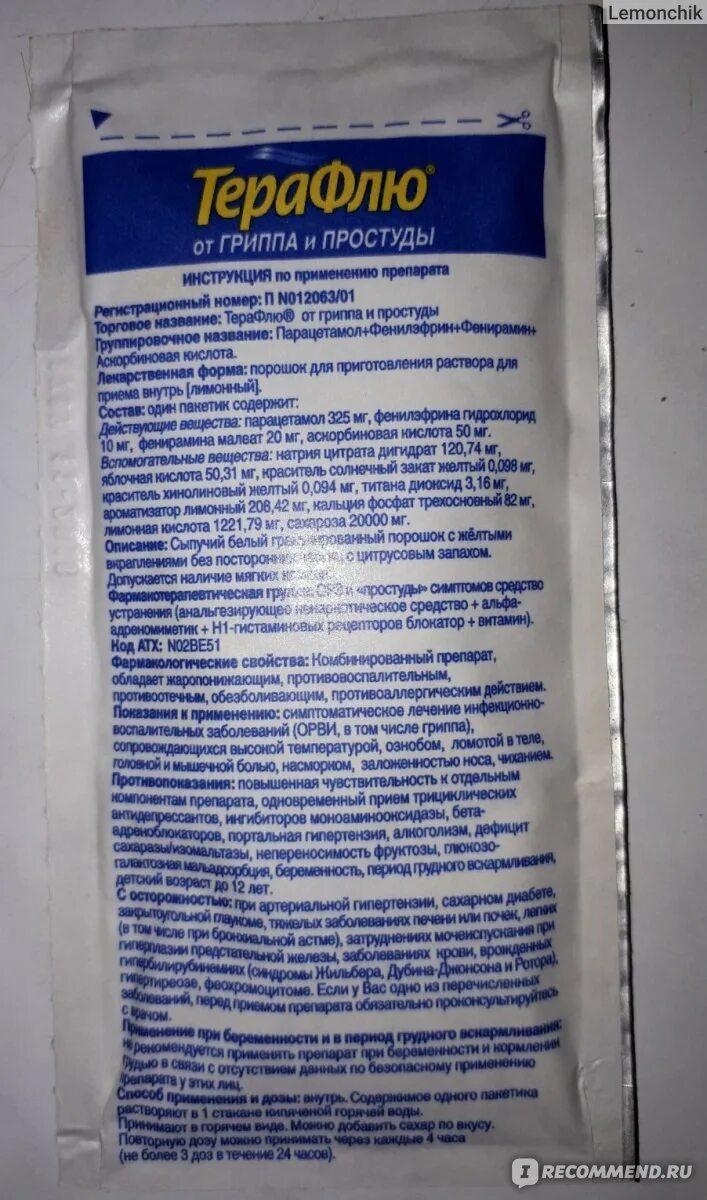 Lemonchik
ТераФлю®
от ГРИППА и ПРОСТУДЫ
ИНСТРУКЦИЯ по применению препарата
Регистрационный номер: П N012063/01
Торговое название: ТераФлю® от гриппа и простуды
Группировочное название: Парацетамол+Фенилэфрин+Фенирамин+
Аскорбиновая кислота.
Лекарственная форма: порошок для приготовления раствора для
приема внутрь [лимонный].
Состав: один пакетик содержит:
Действующие вещества: парацетамол 325 мг, фенилэфрина гидрохлорид
10 мг, фенирамина малеат 20 мг, аскорбиновая кислота 50 мг.
Вспомогательные вещества: натрия цитрата дигидрат 120,74 мг,
яблочная кислота 50,31 мг, краситель солнечный закат желтый 0,098 мг,
краситель хинолиновый желтый 0,094 мг, титана диоксид 3,16 мг,
ароматизатор лимонный 208,42 мг, кальция фосфат трехосновный 82 мг,
лимонная кислота 1221,79 мг, сахароза 20000 мг.
Описание: Сыпучий белый гранулированный порошок с жёлтыми
вкраплениями без посторонних с цитрусовым запахом.
Допускается наличие мягких
Фармакотерапевтическая группа: ОРЗ и «простуды» симптомов средство
устранения (анальгезирующее ненаркотическое средство + альфа-
адреномиметик + H1-гистаминовых рецепторов блокатор + витамин).
Код АТХ: N02BE51
Фармакологические свойства: Комбинированный препарат,
обладает жаропонижающим, противовоспалительным,
противоотечным, обезболивающим, противоаллергическим действием.
Показания к применению: симптоматическое лечение инфекционно-
воспалительных заболеваний (ОРВИ, в том числе гриппа),
сопровождающихся высокой температурой, ознобом, ломотой в теле,
головной и мышечной болью, насморком, заложенностью носа, чиханием.
Противопоказания: повышенная чувствительность к отдельным
компонентам препарата, одновременный прием трициклических
антидепрессантов, ингибиторов моноаминооксидазы, бета-
адреноблокаторов, портальная гипертензия, алкоголизм, дефицит
сахаразы/изомальтазы, непереносимость фруктозы, глюкозо-
галактозная мальадсорбция, беременность, период грудного вскармливания,
детский возраст до 12 лет.
С осторожностью: при артериальной гипертензии, сахарном диабете,
закрытоугольной глаукоме, тяжелых заболеваниях печени или почек, легких
(в том числе при бронхиальной астме), затруднениях мочеиспускания при
гиперплазии предстательной железы, заболеваниях крови, врожденных
гипербилирубинемиях (синдромы Жильбера, Дубина-Джонсона и Ротора),
гипертиреозе, феохромоцитоме. Если у Вас одно из перечисленных
заболеваний, перед приемом препарата обязательно проконсультируйтесь
с врачом.
Применение при беременности и в период грудного вскармливания:
не рекомендуется применять препарат при беременности и кормлении
грудью в связи с отсутствием данных по безопасному применению
препарата у этих лиц.
Способ применения и дозы: внутрь. Содержимое одного пакетика
растворяют в 1 стакане кипяченой горячей воды.
Принимают в горячем виде. Можно добавить сахар по вкусу.
Повторную дозу можно принимать через каждые 4 часа
(не более 3 доз в течение 24 часов).
IRECOMMEND.RU